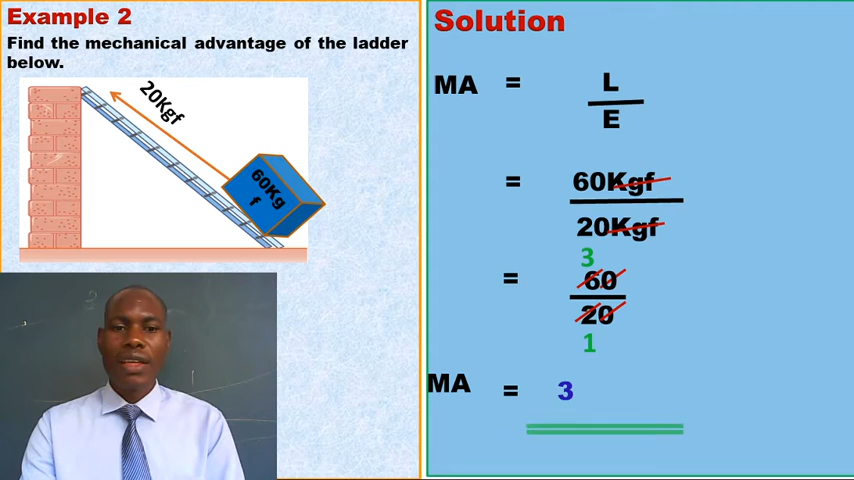 Example 2
Find the mechanical advantage of the ladder
below.
20Kgf
60Kg
f
Solution
MA = L
E
= 60Kgf
20Kgf
3
= 60
20
1
MA = 3